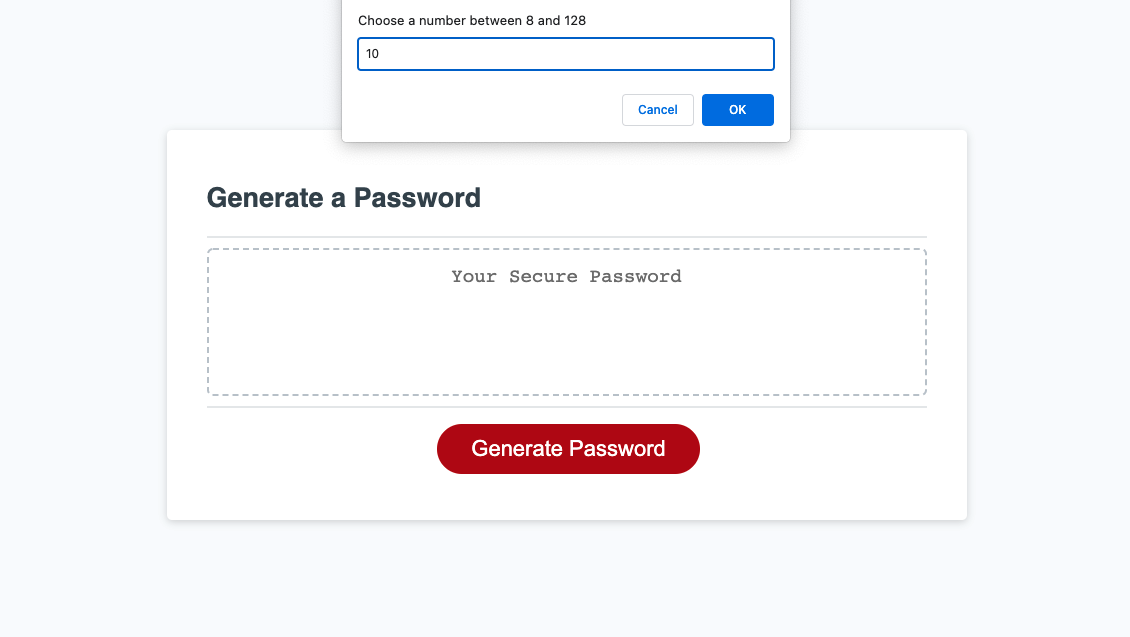 Choose a number between 8 and 128
10
Cancel OK
Generate a Password
Your Secure Password
Generate Password